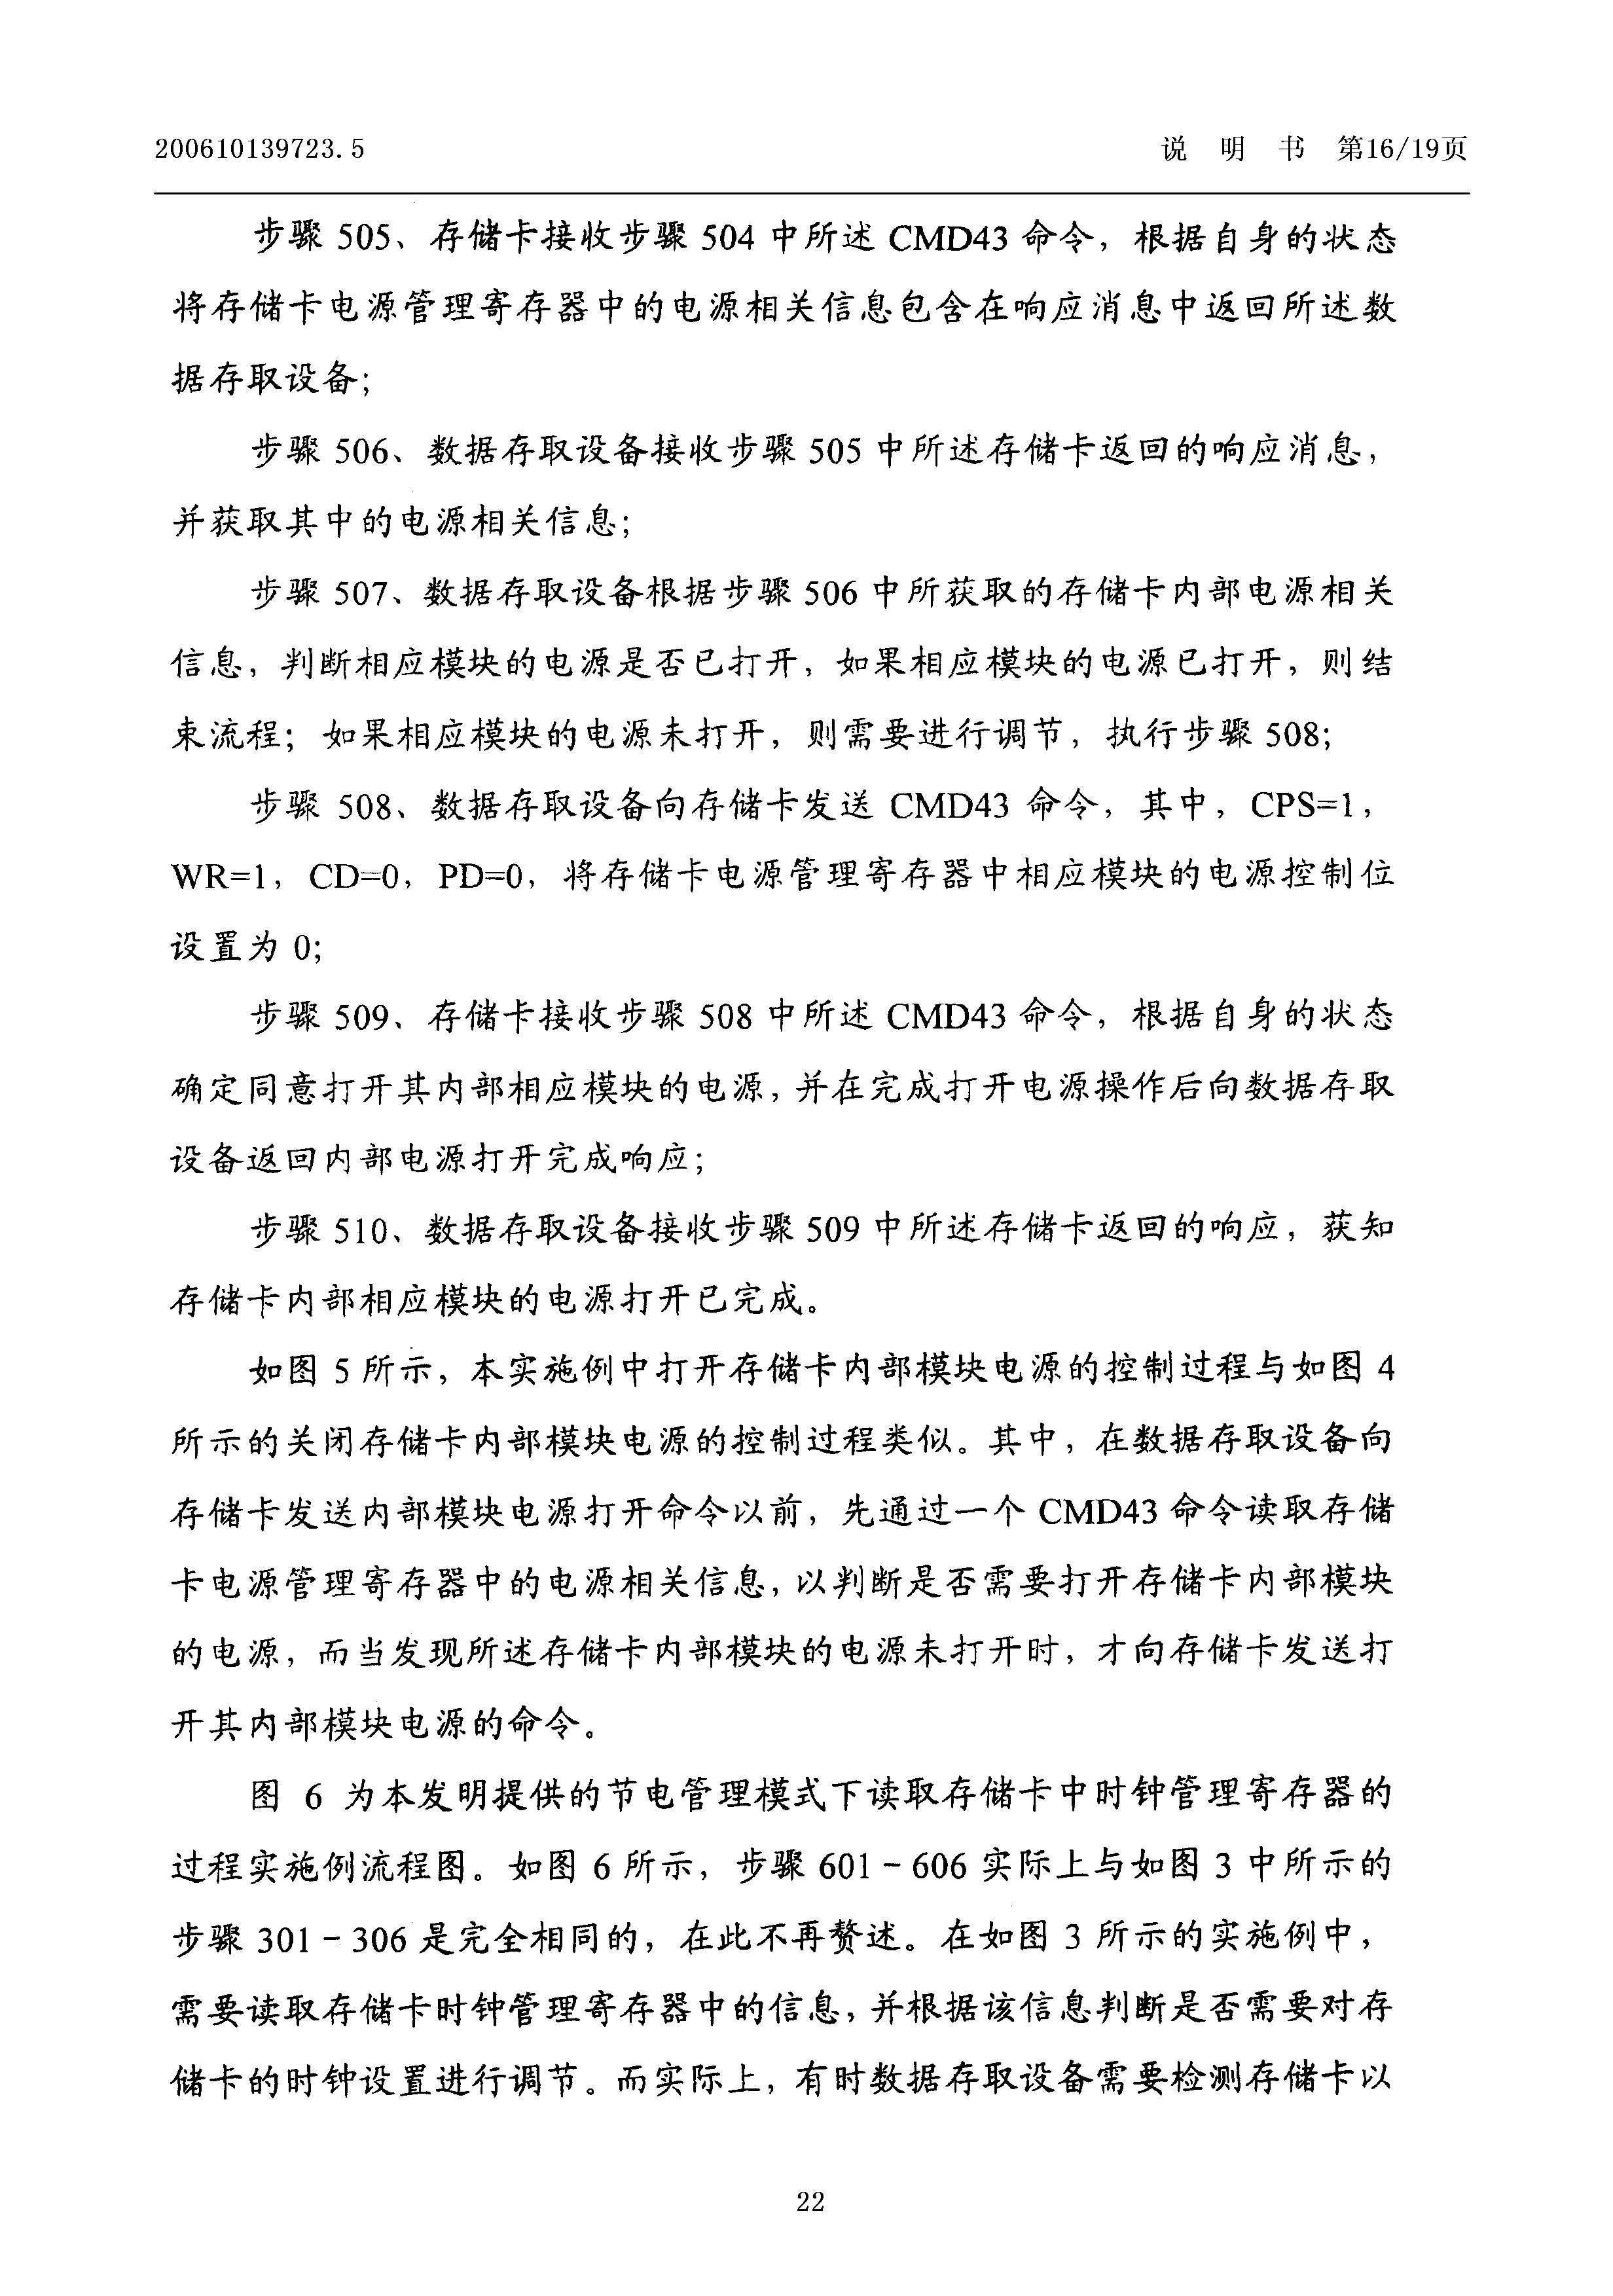 200610139723.5 说 明 书 第16/19页
步骤 505、存储卡接收步骤 504 中所述 CMD43 命令，根据自身的状态
将存储卡电源管理寄存器中的电源相关信息包含在响应消息中返回所述数
据存取设备；
步骤 506、数据存取设备接收步骤 505 中所述存储卡返回的响应消息，
并获取其中的电源相关信息；
步骤 507、数据存取设备根据步骤 506 中所获取的存储卡内部电源相关
信息，判断相应模块的电源是否已打开，如果相应模块的电源已打开，则结
束流程；如果相应模块的电源未打开，则需要进行调节，执行步骤 508；
步骤 508、数据存取设备向存储卡发送 CMD43 命令，其中，CPS=1，
WR=1，CD=0，PD=0，将存储卡电源管理寄存器中相应模块的电源控制位
设置为 0；
步骤 509、存储卡接收步骤 508 中所述 CMD43 命令，根据自身的状态
确定同意打开其内部相应模块的电源，并在完成打开电源操作后向数据存取
设备返回内部电源打开完成响应；
步骤 510、数据存取设备接收步骤 509 中所述存储卡返回的响应，获知
存储卡内部相应模块的电源打开已完成。
如图 5 所示，本实施例中打开存储卡内部模块电源的控制过程与如图 4
所示的关闭存储卡内部模块电源的控制过程类似。其中，在数据存取设备向
存储卡发送内部模块电源打开命令以前，先通过一个 CMD43 命令读取存储
卡电源管理寄存器中的电源相关信息，以判断是否需要打开存储卡内部模块
的电源，而当发现所述存储卡内部模块的电源未打开时，才向存储卡发送打
开其内部模块电源的命令。
图 6 为本发明提供的节电管理模式下读取存储卡中时钟管理寄存器的
过程实施例流程图。如图 6 所示，步骤 601－606 实际上与如图 3 中所示的
步骤 301－306 是完全相同的，在此不再赘述。在如图 3 所示的实施例中，
需要读取存储卡时钟管理寄存器中的信息，并根据该信息判断是否需要对存
储卡的时钟设置进行调节。而实际上，有时数据存取设备需要检测存储卡以
22